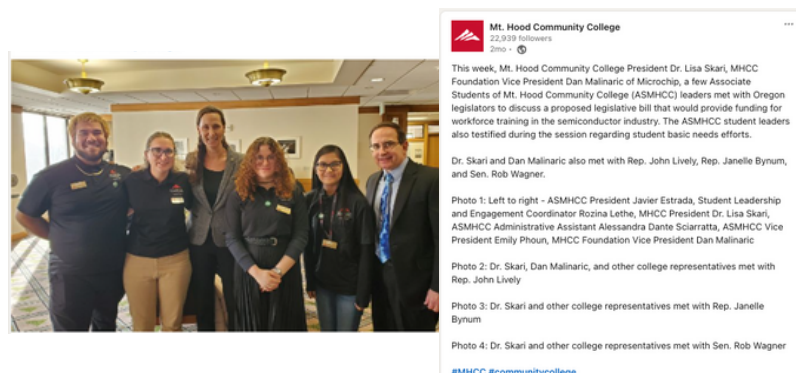 Mt. Hood Community College
22,939 followers
2mo •
This week, Mt. Hood Community College President Dr. Lisa Skari, MHCC
Foundation Vice President Dan Malinaric of Microchip, a few Associate
Students of Mt. Hood Community College (ASMHCC) leaders met with Oregon
legislators to discuss a proposed legislative bill that would provide funding for
workforce training in the semiconductor industry. The ASMHCC student leaders
also testified during the session regarding student basic needs efforts.
Dr. Skari and Dan Malinaric also met with Rep. John Lively, Rep. Janelle Bynum,
and Sen. Rob Wagner.
Photo 1: Left to right - ASMHCC President Javier Estrada, Student Leadership
and Engagement Coordinator Rozina Lethe, MHCC President Dr. Lisa Skari,
ASMHCC Administrative Assistant Alessandra Dante Sciarratta, ASMHCC Vice
President Emily Phoun, MHCC Foundation Vice President Dan Malinaric
Photo 2: Dr. Skari, Dan Malinaric, and other college representatives met with
Rep. John Lively
Photo 3: Dr. Skari and other college representatives met with Rep. Janelle
Bynum
Photo 4: Dr. Skari and other college representatives met with Sen. Rob Wagner
#MHCC #communitycollege